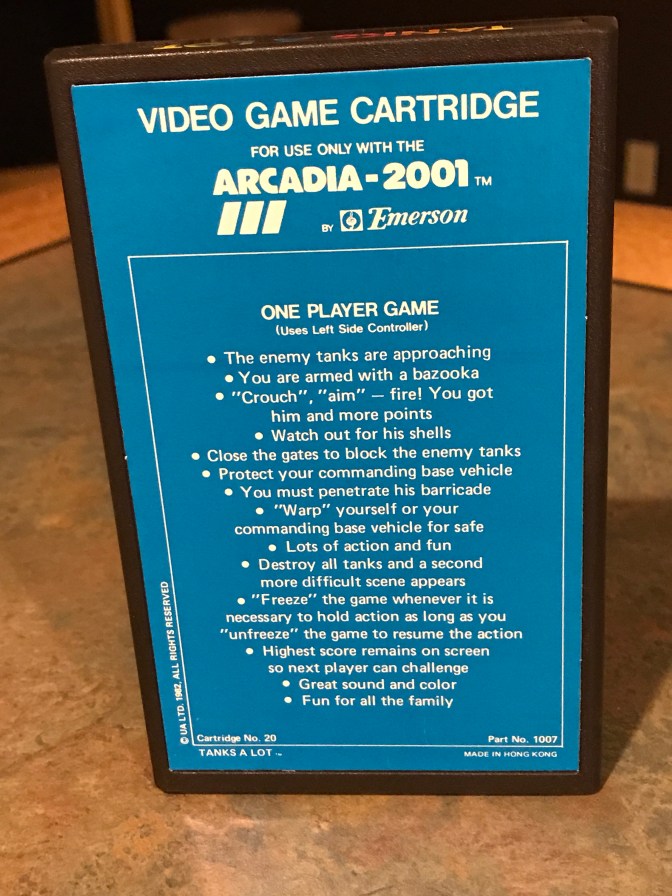 TANKS A LOT
VIDEO GAME CARTRIDGE
FOR USE ONLY WITH THE
ARCADIA-2001 TM
BY Emerson
ONE PLAYER GAME
(Uses Left Side Controller)
• The enemy tanks are approaching
• You are armed with a bazooka
• "Crouch", "aim" — fire! You got
him and more points
• Watch out for his shells
• Close the gates to block the enemy tanks
• Protect your commanding base vehicle
• You must penetrate his barricade
• "Warp" yourself or your
commanding base vehicle for safe
• Lots of action and fun
• Destroy all tanks and a second
more difficult scene appears
• "Freeze" the game whenever it is
necessary to hold action as long as you
"unfreeze" the game to resume the action
• Highest score remains on screen
so next player can challenge
• Great sound and color
• Fun for all the family
© UA LTD. 1982. ALL RIGHTS RESERVED
Cartridge No. 20 Part No. 1007
TANKS A LOT TM MADE IN HONG KONG